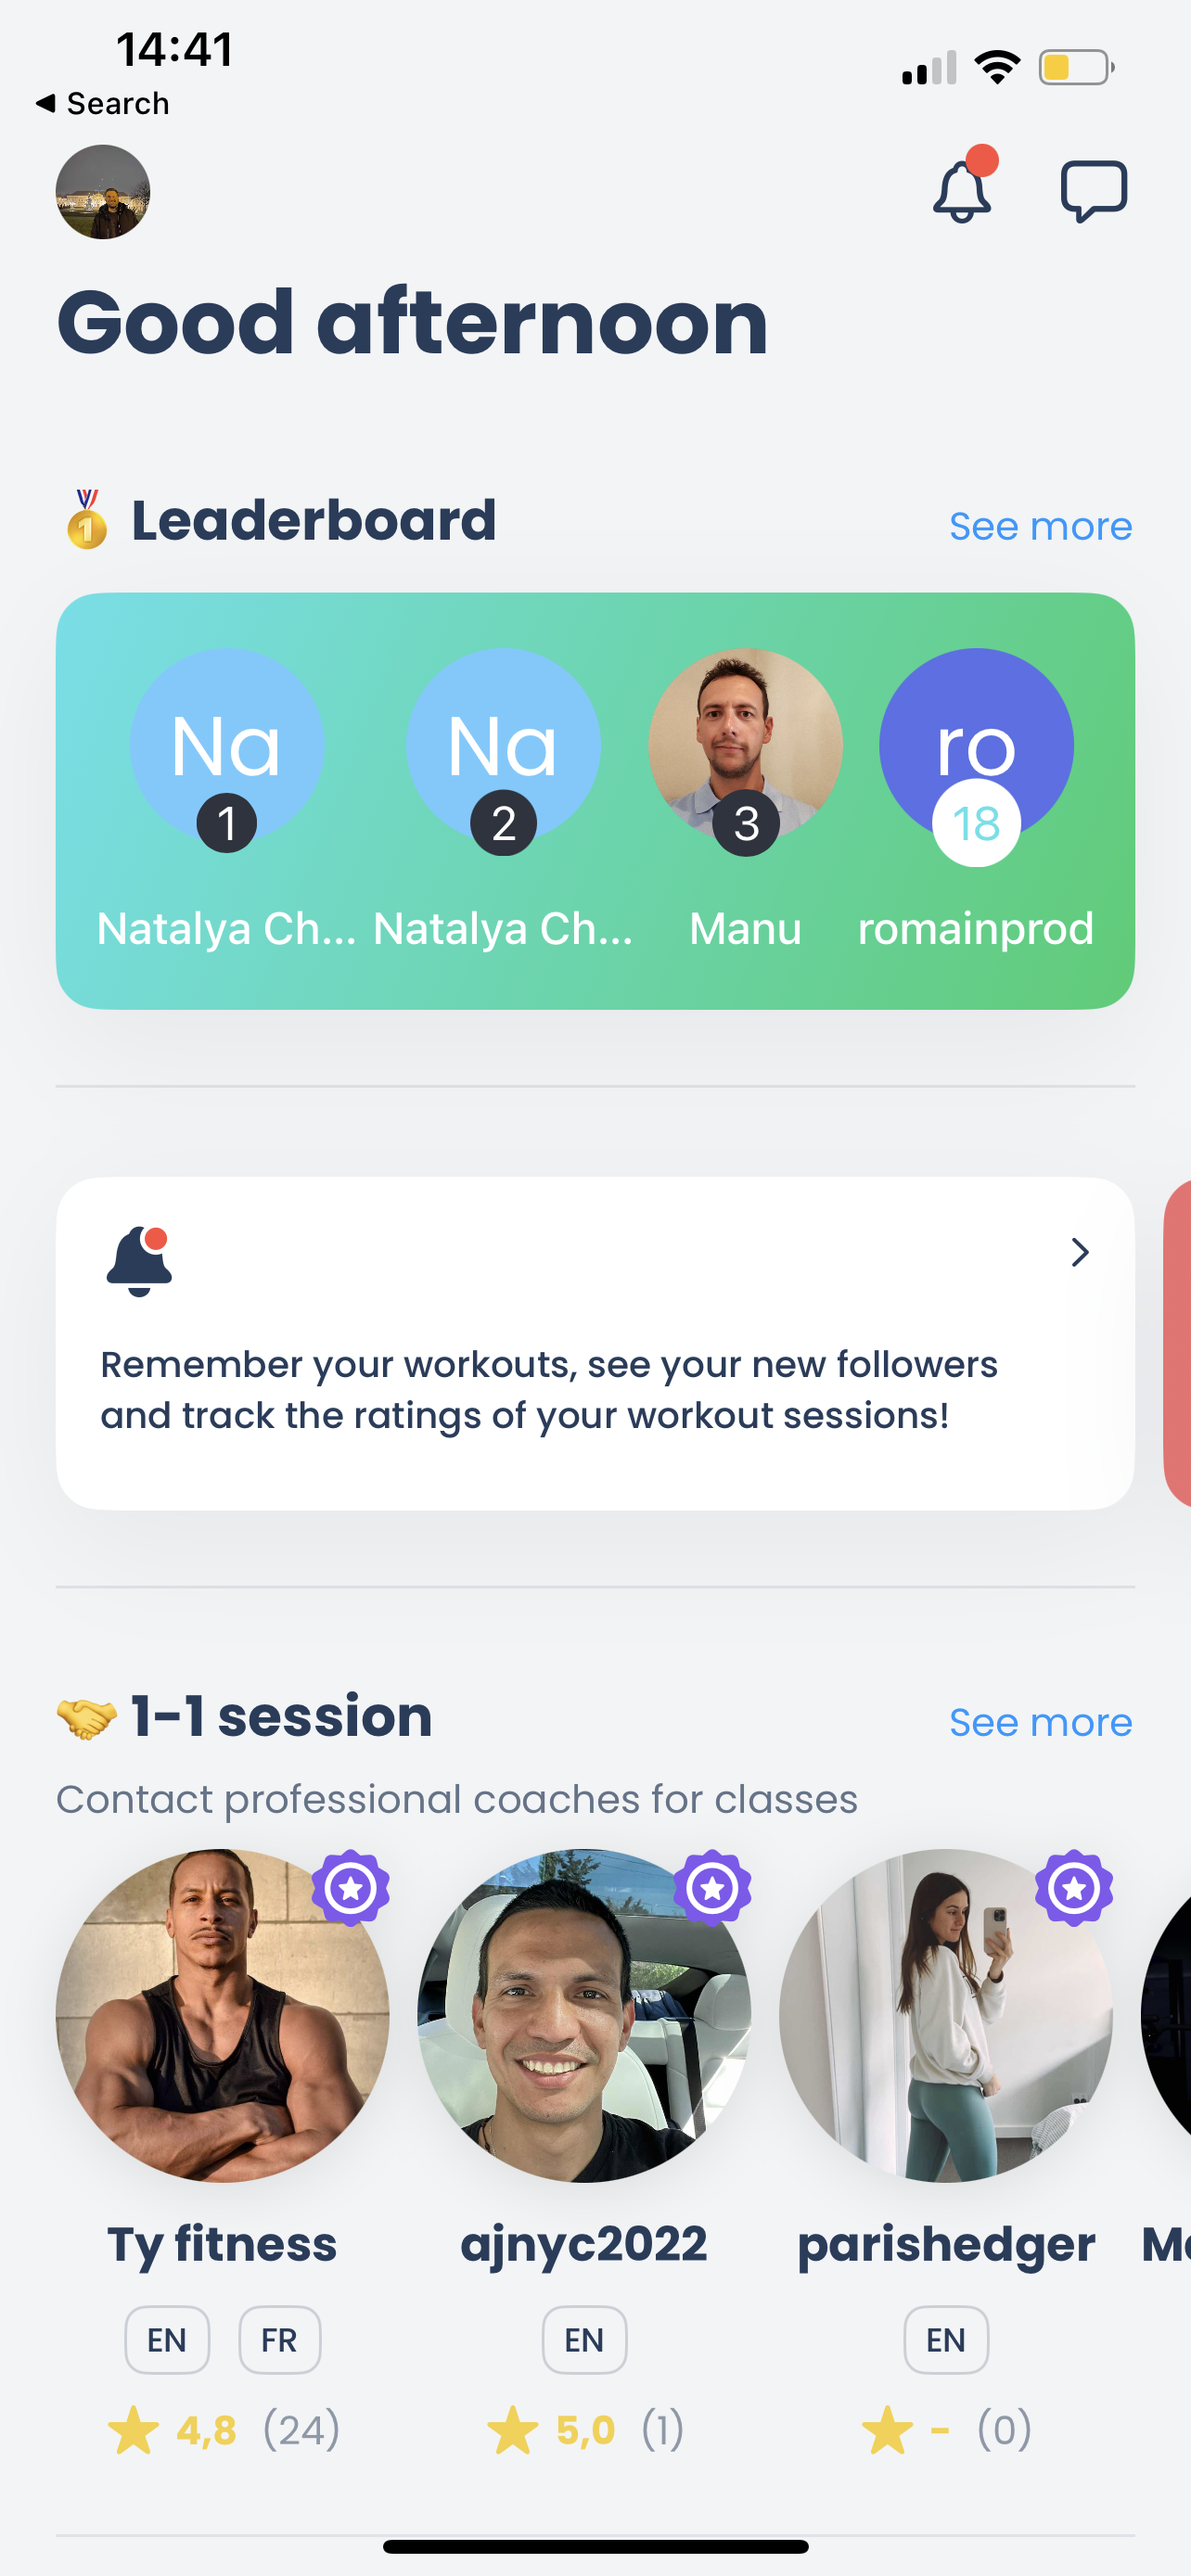 14:41
Search
Good afternoon
Leaderboard
See more
Na
Na
ro
1
2
3
18
Natalya Ch...
Natalya Ch...
Manu
romainprod
Remember your workouts, see your new followers
and track the ratings of your workout sessions!
1-1 session
See more
Contact professional coaches for classes
Ty fitness
ajnyc2022
parishedger
EN
FR
EN
EN
4,8 (24)
5,0 (1)
- (0)